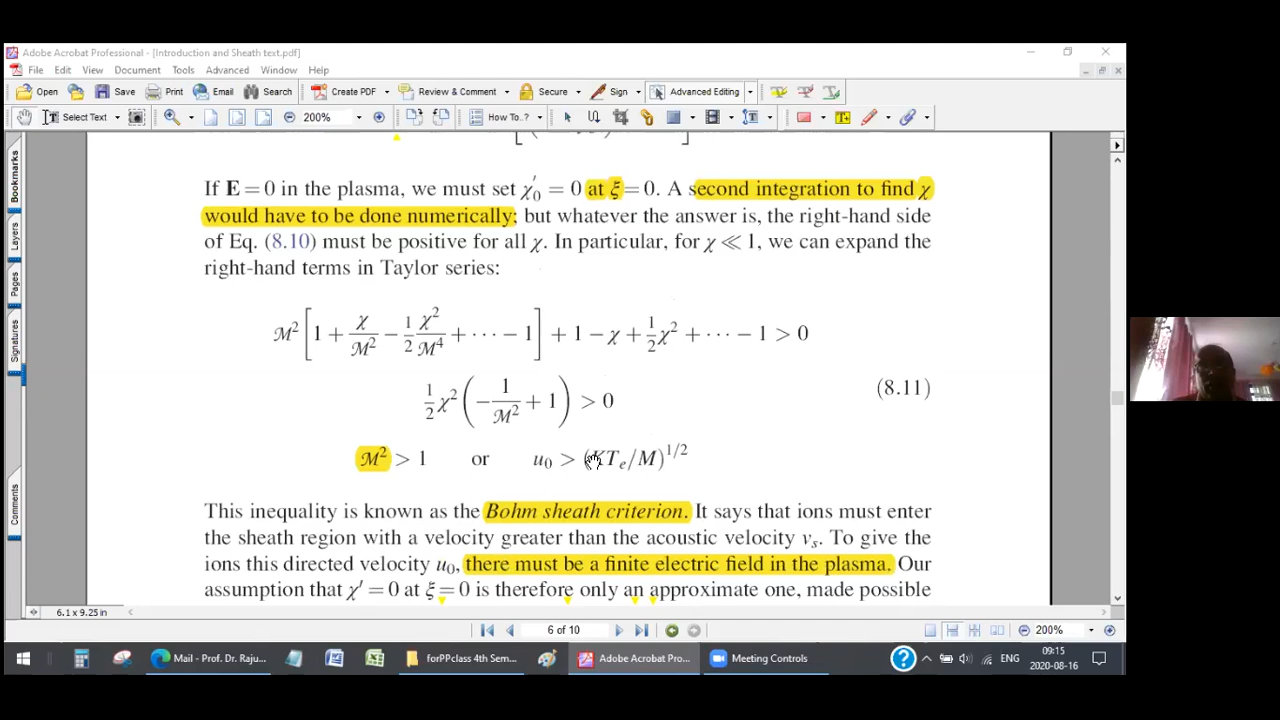 Adobe Acrobat Professional - [Introduction and Sheath text.pdf]
File Edit View Document Tools Advanced Window Help
Open Save Print Email Search Create PDF Review & Comment Secure Sign Advanced Editing
Select Text 200% How To..?
Bookmarks
Layers
Pages
Signatures
Comments
If E = 0 in the plasma, we must set χ′₀ = 0 at ξ = 0. A second integration to find χ
would have to be done numerically; but whatever the answer is, the right-hand side
of Eq. (8.10) must be positive for all χ. In particular, for χ ≪ 1, we can expand the
right-hand terms in Taylor series:
ℳ² [1 + χ/ℳ² − 1/2 χ²/ℳ⁴ + ··· − 1] + 1 − χ + 1/2 χ² + ··· − 1 > 0
1/2 χ² (−1/ℳ² + 1) > 0 (8.11)
ℳ² > 1 or u₀ > (KTₑ/M)^1/2
This inequality is known as the Bohm sheath criterion. It says that ions must enter
the sheath region with a velocity greater than the acoustic velocity vₛ. To give the
ions this directed velocity u₀, there must be a finite electric field in the plasma. Our
assumption that χ′ = 0 at ξ = 0 is therefore only an approximate one, made possible
6.1 x 9.25 in
6 of 10 200%
Mail - Prof. Dr. Raju... forPPclass 4th Sem... Adobe Acrobat Pro... Meeting Controls ENG 09:15
2020-08-16